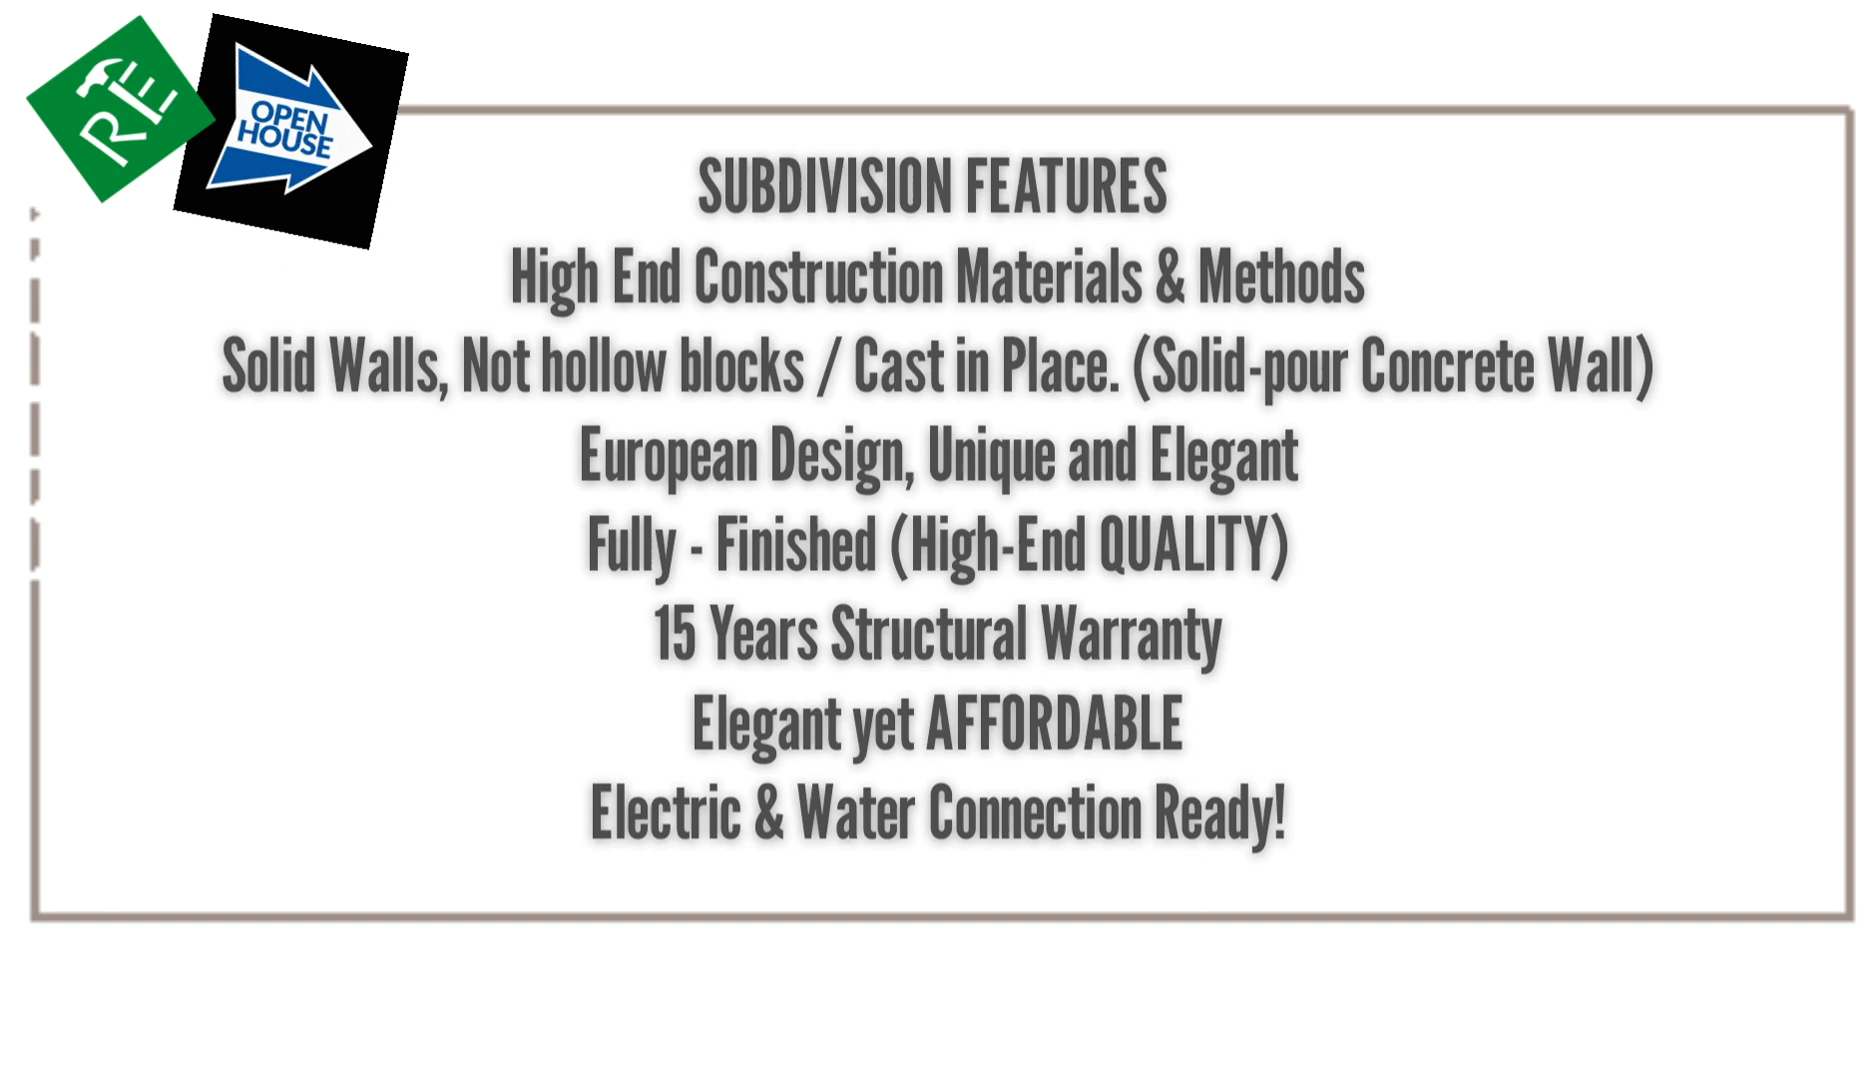 RE
OPEN
HOUSE
SUBDIVISION FEATURES
High End Construction Materials & Methods
Solid Walls, Not hollow blocks / Cast in Place. (Solid-pour Concrete Wall)
European Design, Unique and Elegant
Fully - Finished (High-End QUALITY)
15 Years Structural Warranty
Elegant yet AFFORDABLE
Electric & Water Connection Ready!